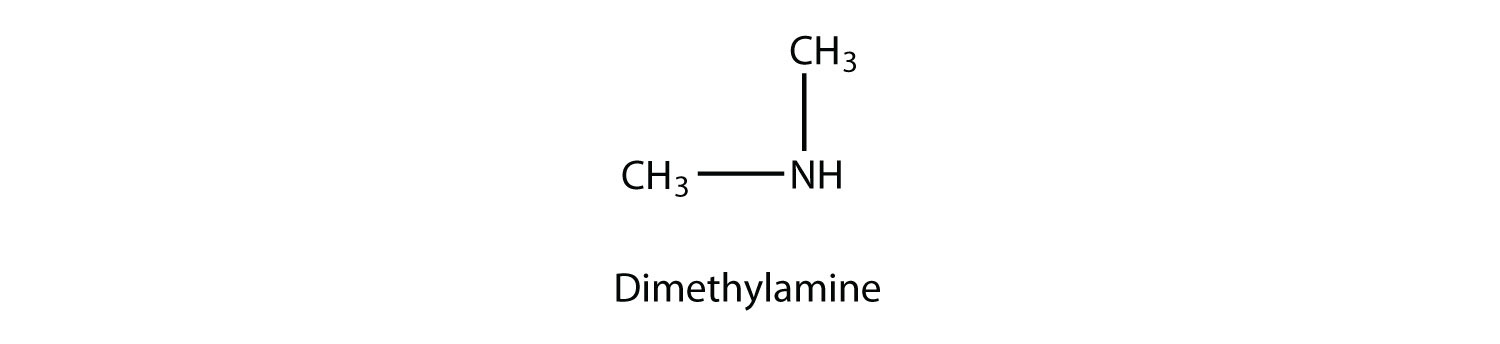 CH₃
CH₃ NH
Dimethylamine